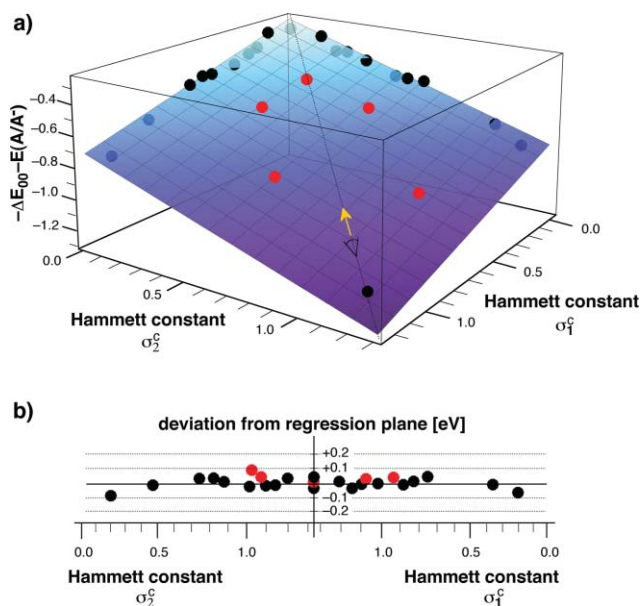 a)
−0.4
−0.6
−0.8
−1.0
−1.2
−ΔE₀₀−E(A/A⁻)
0.0
0.5
1.0
Hammett constant
σ₂ᶜ
0.0
0.5
1.0
Hammett constant
σ₁ᶜ
b)
deviation from regression plane [eV]
+0.2
+0.1
−0.1
−0.2
0.0 0.5 1.0 1.0 0.5 0.0
Hammett constant Hammett constant
σ₂ᶜ σ₁ᶜ